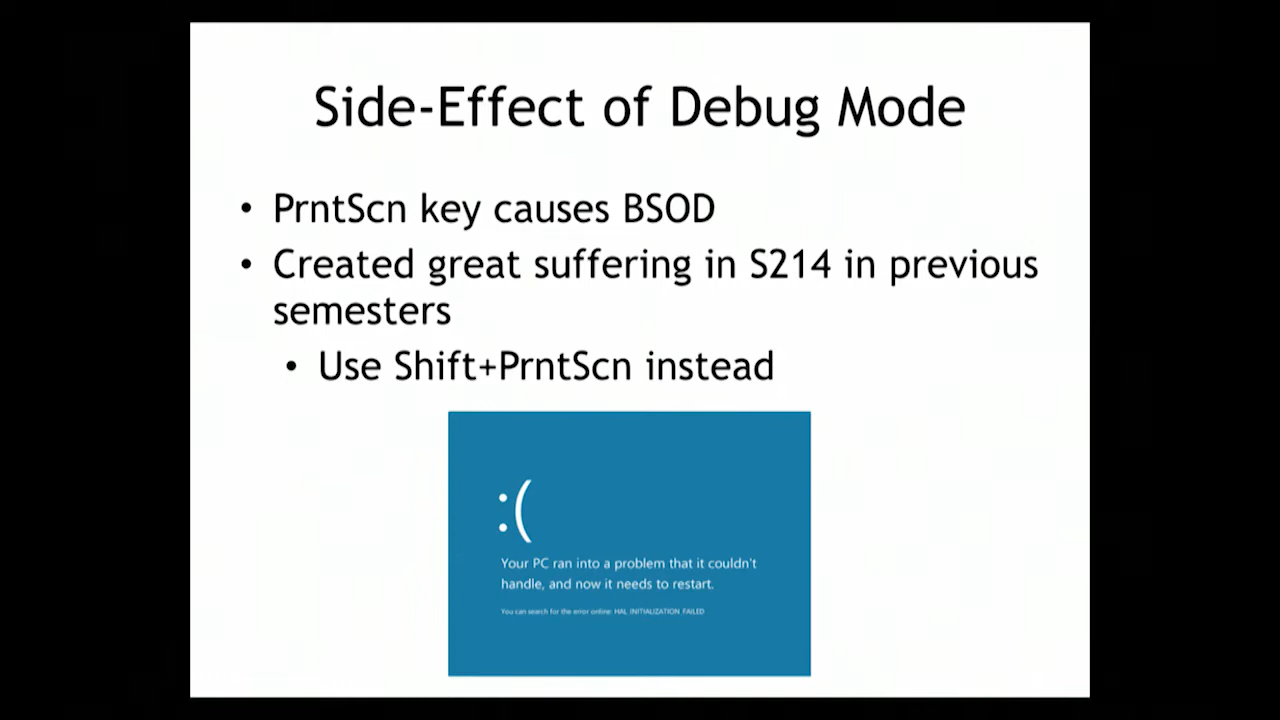 Side-Effect of Debug Mode
• PrntScn key causes BSOD
• Created great suffering in S214 in previous
semesters
• Use Shift+PrntScn instead
:(
Your PC ran into a problem that it couldn't
handle, and now it needs to restart.
You can search for the error online: HAL_INITIALIZATION_FAILED